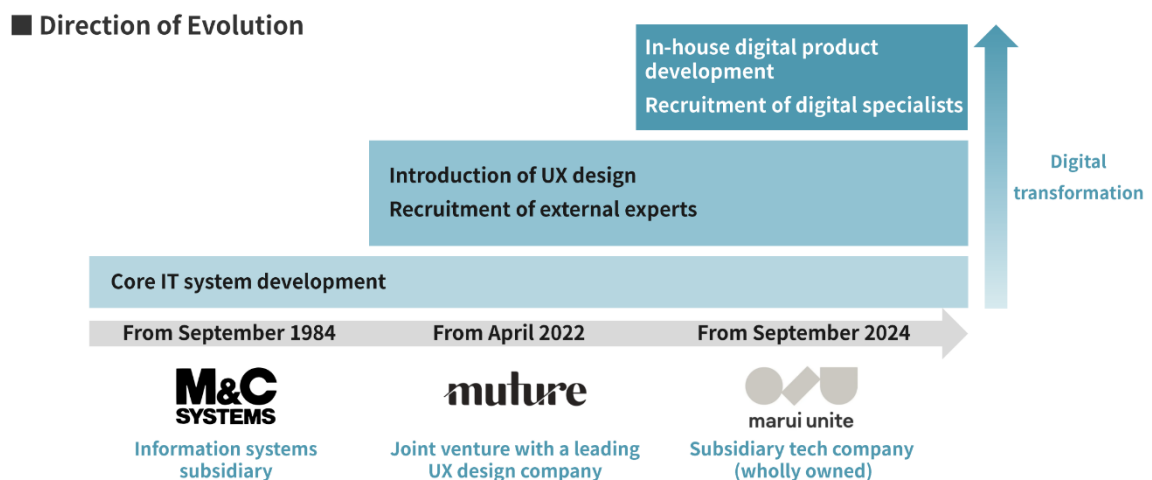 ■ Direction of Evolution
In-house digital product
development
Recruitment of digital specialists
Digital
transformation
Introduction of UX design
Recruitment of external experts
Core IT system development
From September 1984
From April 2022
From September 2024
M&C
SYSTEMS
muture
marui unite
Information systems
subsidiary
Joint venture with a leading
UX design company
Subsidiary tech company
(wholly owned)